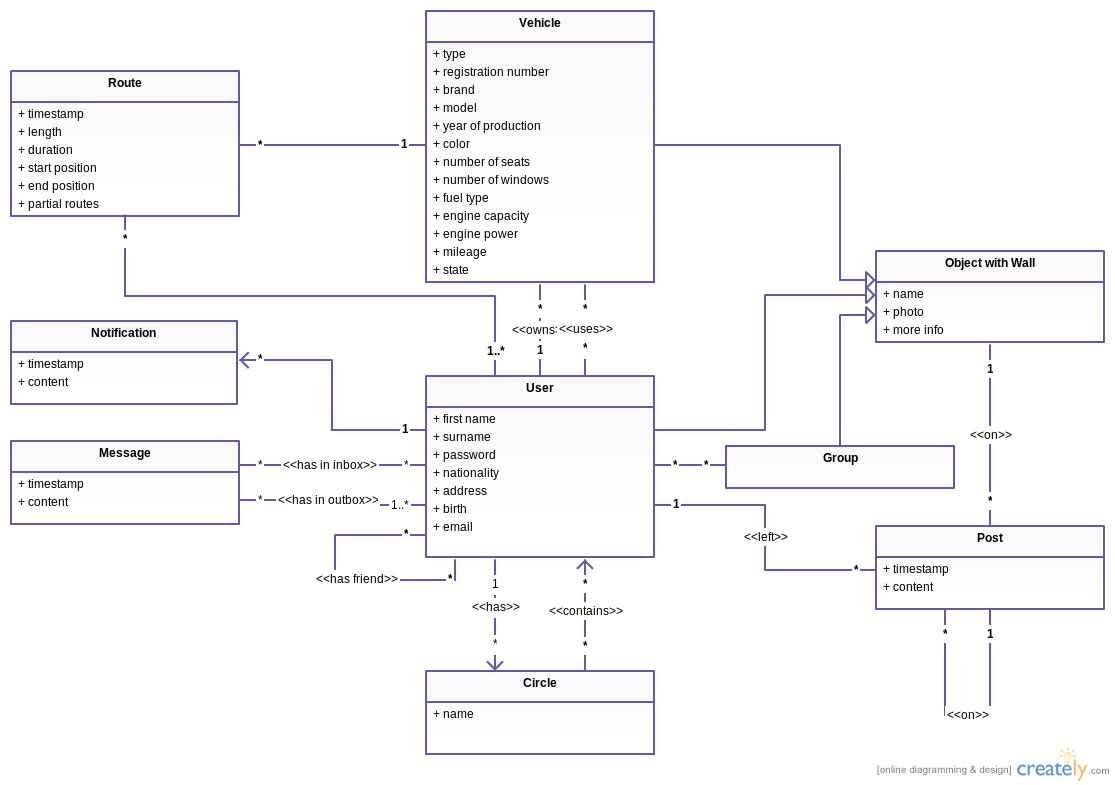 Vehicle
+ type
+ registration number
+ brand
+ model
+ year of production
+ color
+ number of seats
+ number of windows
+ fuel type
+ engine capacity
+ engine power
+ mileage
+ state
Route
+ timestamp
+ length
+ duration
+ start position
+ end position
+ partial routes
*
1
*
1..*
*
<<owns>>
1
*
<<uses>>
*
Object with Wall
+ name
+ photo
+ more info
Notification
+ timestamp
+ content
*
1
User
+ first name
+ surname
+ password
+ nationality
+ address
+ birth
+ email
Message
+ timestamp
+ content
* <<has in inbox>> *
* <<has in outbox>> 1..*
*
<<has friend>> *
* *
Group
1
<<on>>
*
1
<<left>>
*
Post
+ timestamp
+ content
* 1
<<on>>
1
<<has>>
*
*
<<contains>>
*
Circle
+ name
[online diagramming & design] creately.com